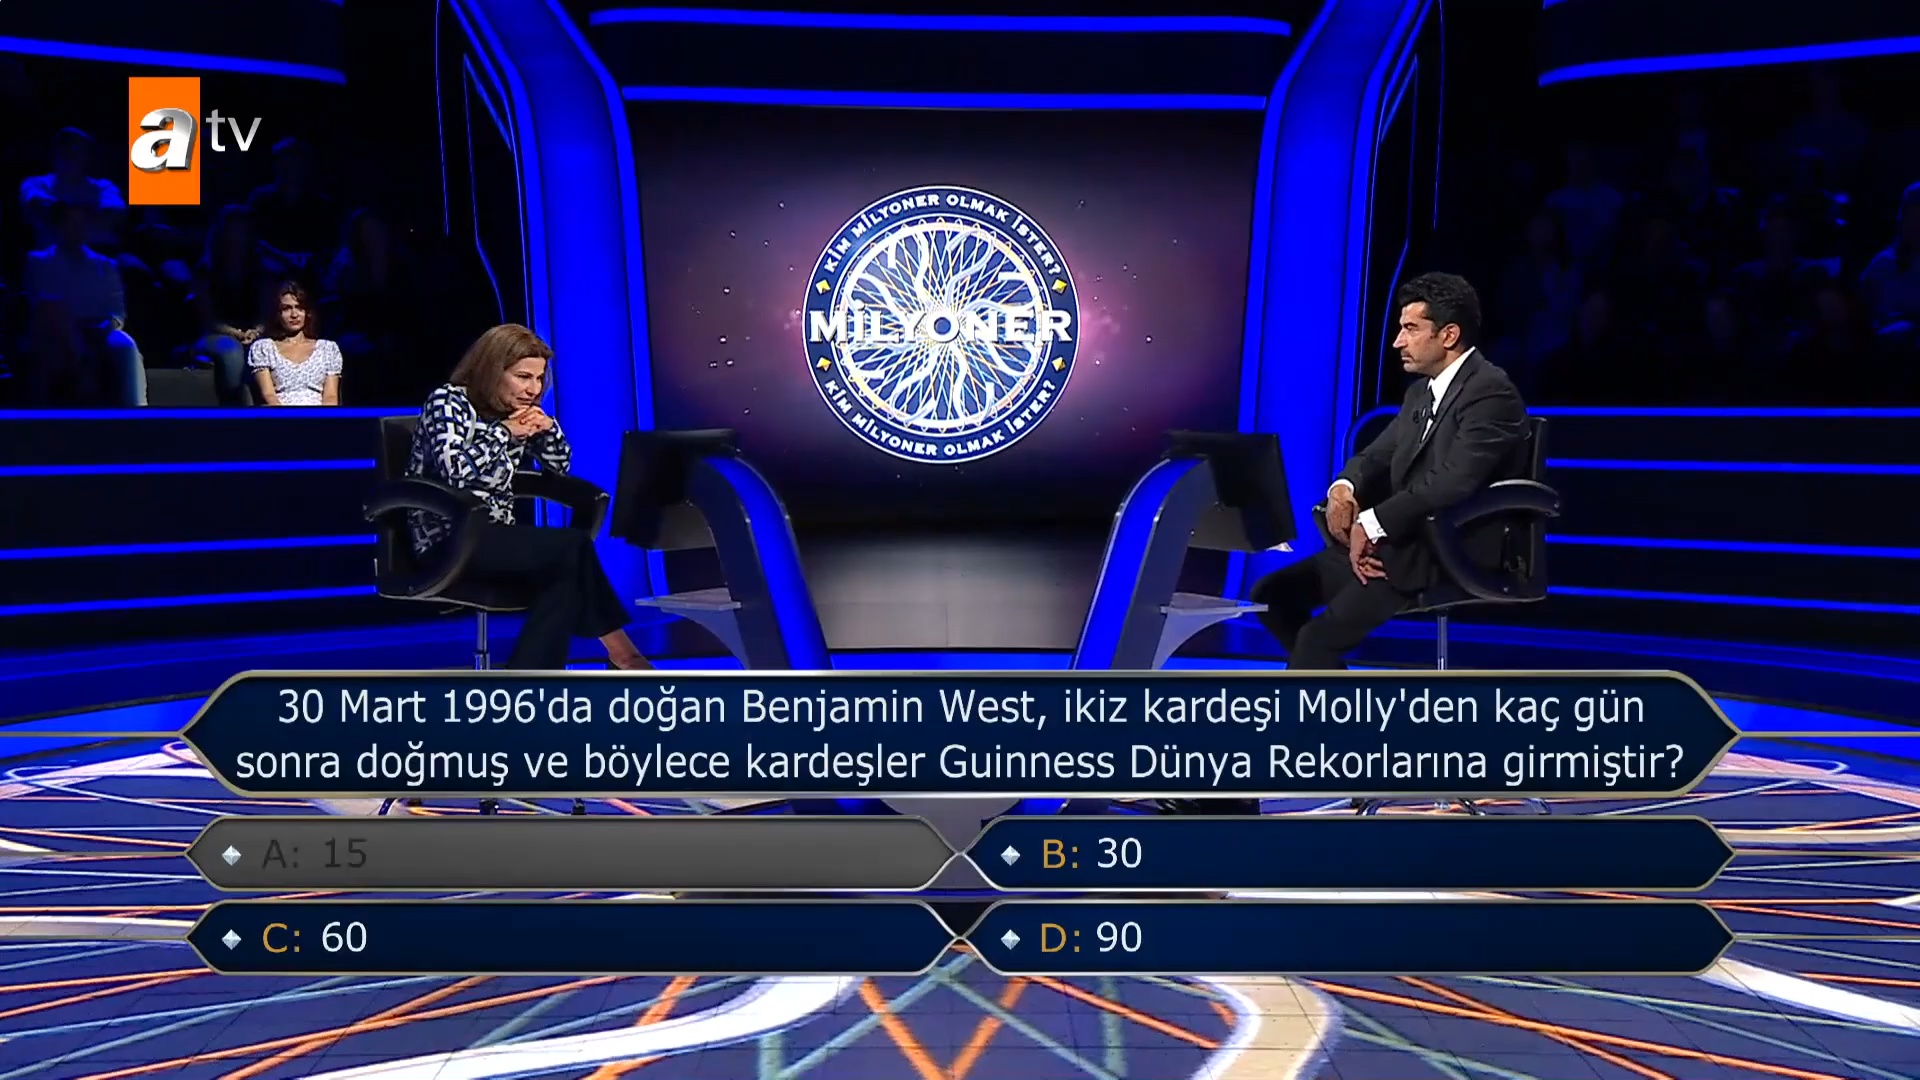 atv
KİM MİLYONER OLMAK İSTER?
MİLYONER
KİM MİLYONER OLMAK İSTER?
30 Mart 1996'da doğan Benjamin West, ikiz kardeşi Molly'den kaç gün
sonra doğmuş ve böylece kardeşler Guinness Dünya Rekorlarına girmiştir?
A: 15
B: 30
C: 60
D: 90